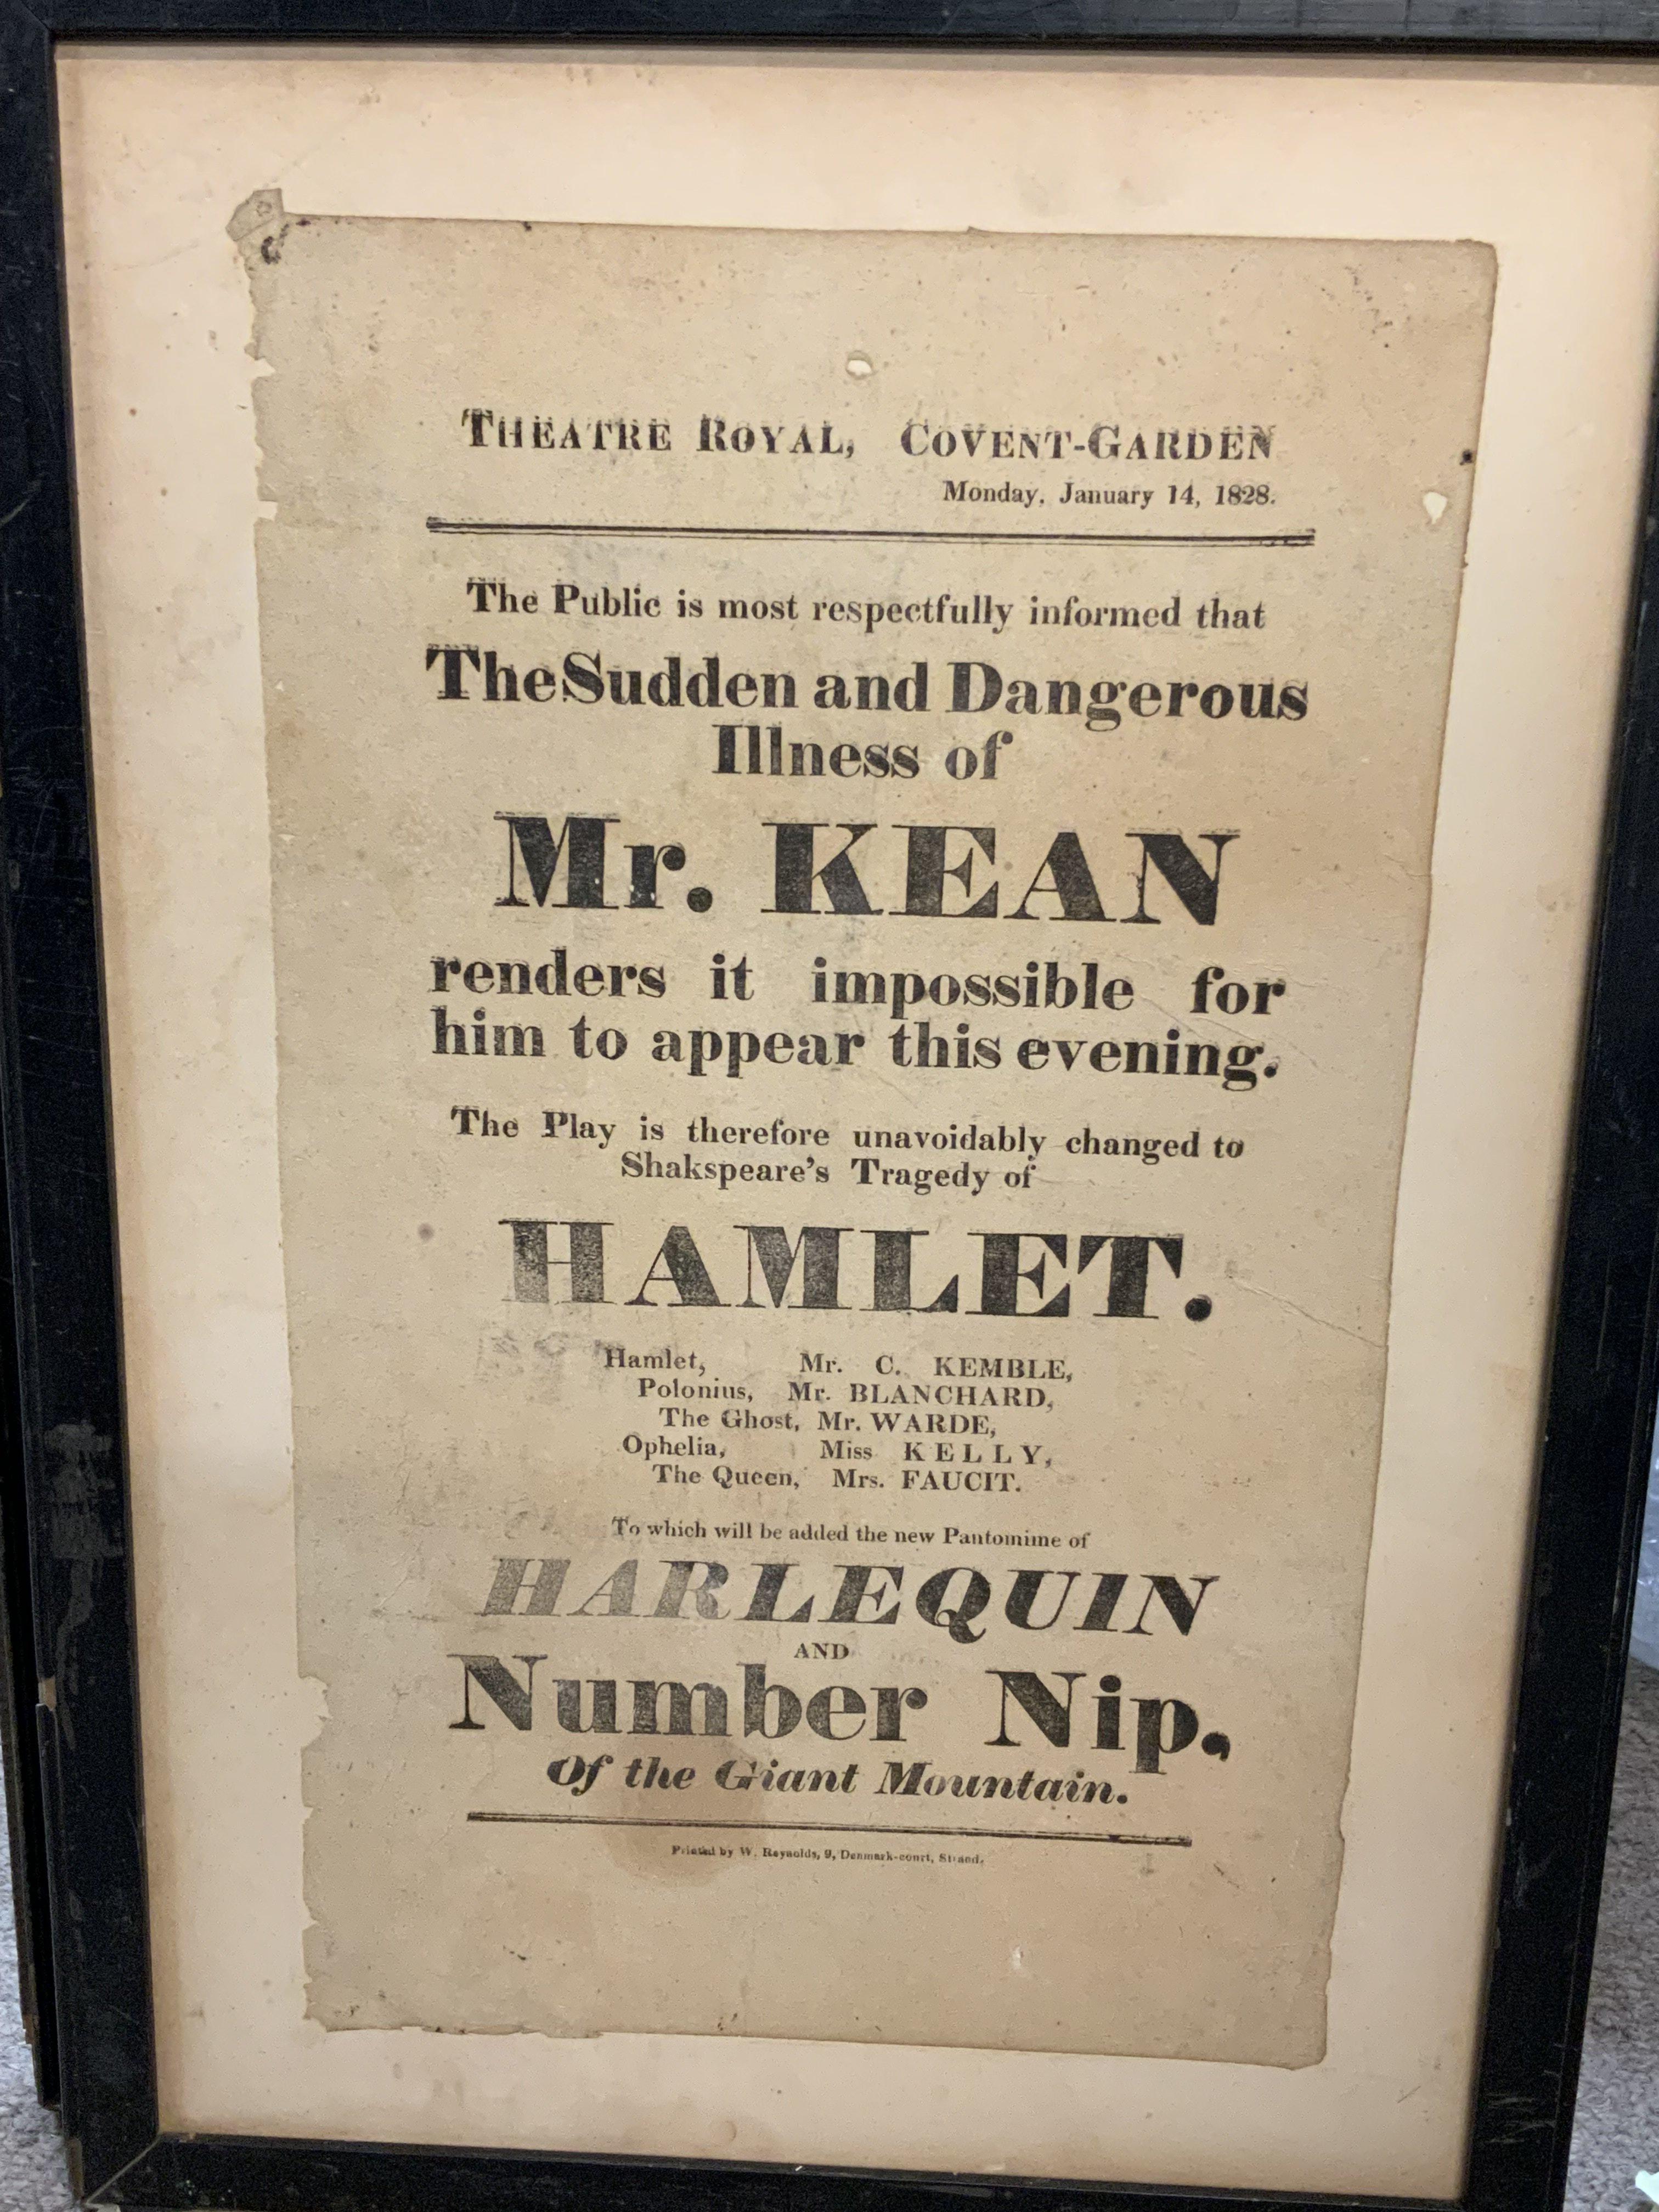 THEATRE ROYAL, COVENT-GARDEN
Monday, January 14, 1828.
The Public is most respectfully informed that
The Sudden and Dangerous
Illness of
Mr. KEAN
renders it impossible for
him to appear this evening.
The Play is therefore unavoidably changed to
Shakspeare's Tragedy of
HAMLET.
Hamlet, Mr. C. KEMBLE,
Polonius, Mr. BLANCHARD,
The Ghost, Mr. WARDE,
Ophelia, Miss KELLY,
The Queen, Mrs. FAUCIT.
To which will be added the new Pantomime of
HARLEQUIN
AND
Number Nip.
Of the Giant Mountain.
Printed by W. Reynolds, 9, Denmark-court, Strand.